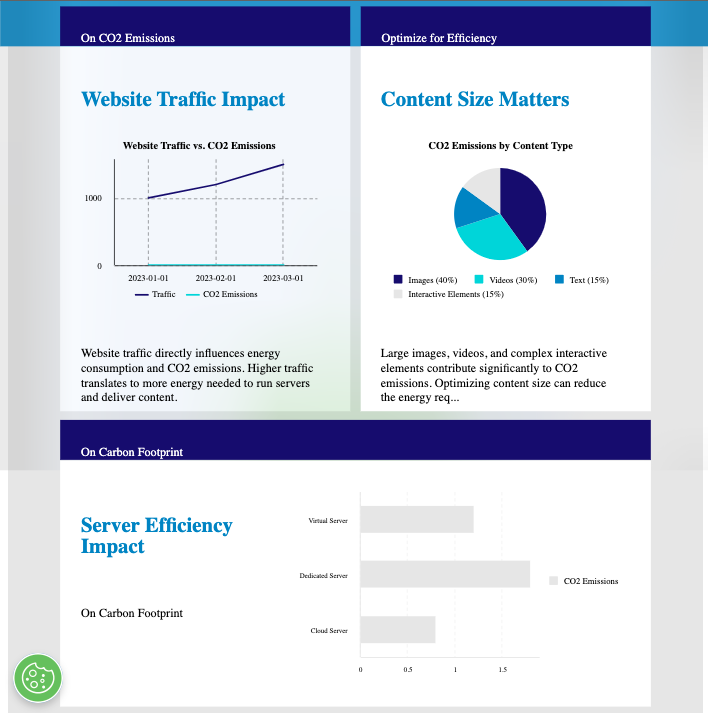 On CO2 Emissions
Website Traffic Impact
Website Traffic vs. CO2 Emissions
1000
0
2023-01-01
2023-02-01
2023-03-01
Traffic
CO2 Emissions
Website traffic directly influences energy
consumption and CO2 emissions. Higher traffic
translates to more energy needed to run servers
and deliver content.
Optimize for Efficiency
Content Size Matters
CO2 Emissions by Content Type
Images (40%)
Videos (30%)
Text (15%)
Interactive Elements (15%)
Large images, videos, and complex interactive
elements contribute significantly to CO2
emissions. Optimizing content size can reduce
the energy req...
On Carbon Footprint
Server Efficiency
Impact
On Carbon Footprint
Virtual Server
Dedicated Server
Cloud Server
0
0.5
1
1.5
CO2 Emissions